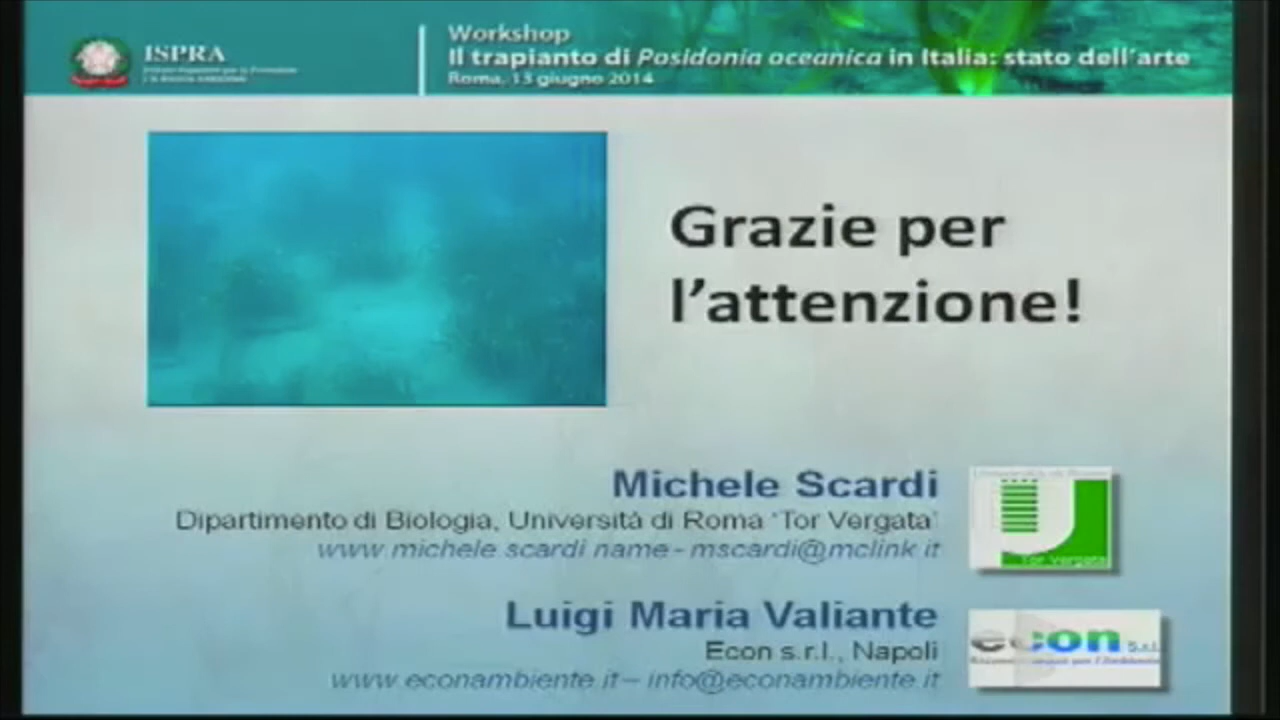 ISPRA
Workshop
Il trapianto di Posidonia oceanica in Italia: stato dell'arte
Roma, 13 giugno 2014
Grazie per
l'attenzione!
Michele Scardi
Dipartimento di Biologia, Università di Roma 'Tor Vergata'
www.michele.scardi.name - mscardi@mclink.it
Tor Vergata
Luigi Maria Valiante
Econ s.r.l., Napoli
www.econambiente.it – info@econambiente.it
econ s.r.l.